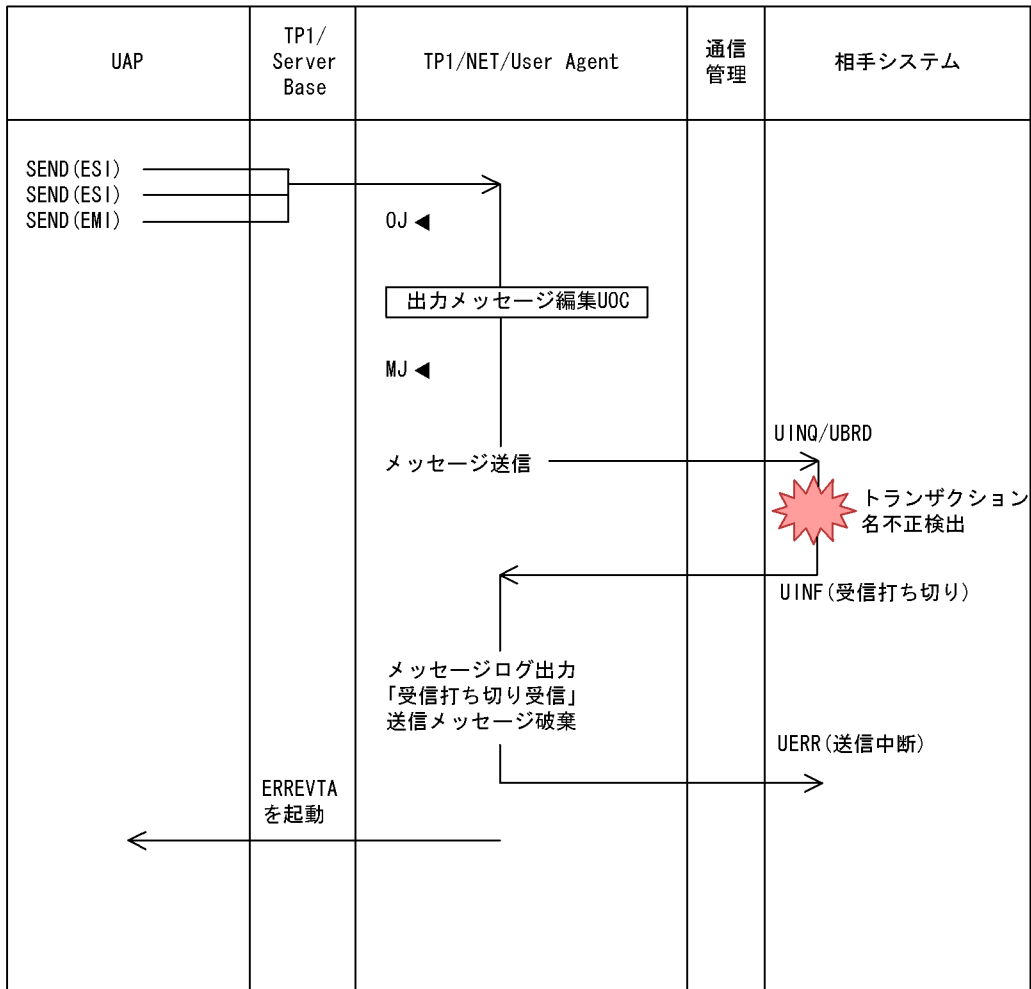 UAP
TP1/
Server
Base
TP1/NET/User Agent
通信
管理
相手システム
SEND(ESI)
SEND(ESI)
SEND(EMI)
OJ
出力メッセージ編集UOC
MJ
UINQ/UBRD
メッセージ送信
トランザクション
名不正検出
UINF(受信打ち切り)
メッセージログ出力
「受信打ち切り受信」
送信メッセージ破棄
UERR(送信中断)
ERREVTA
を起動